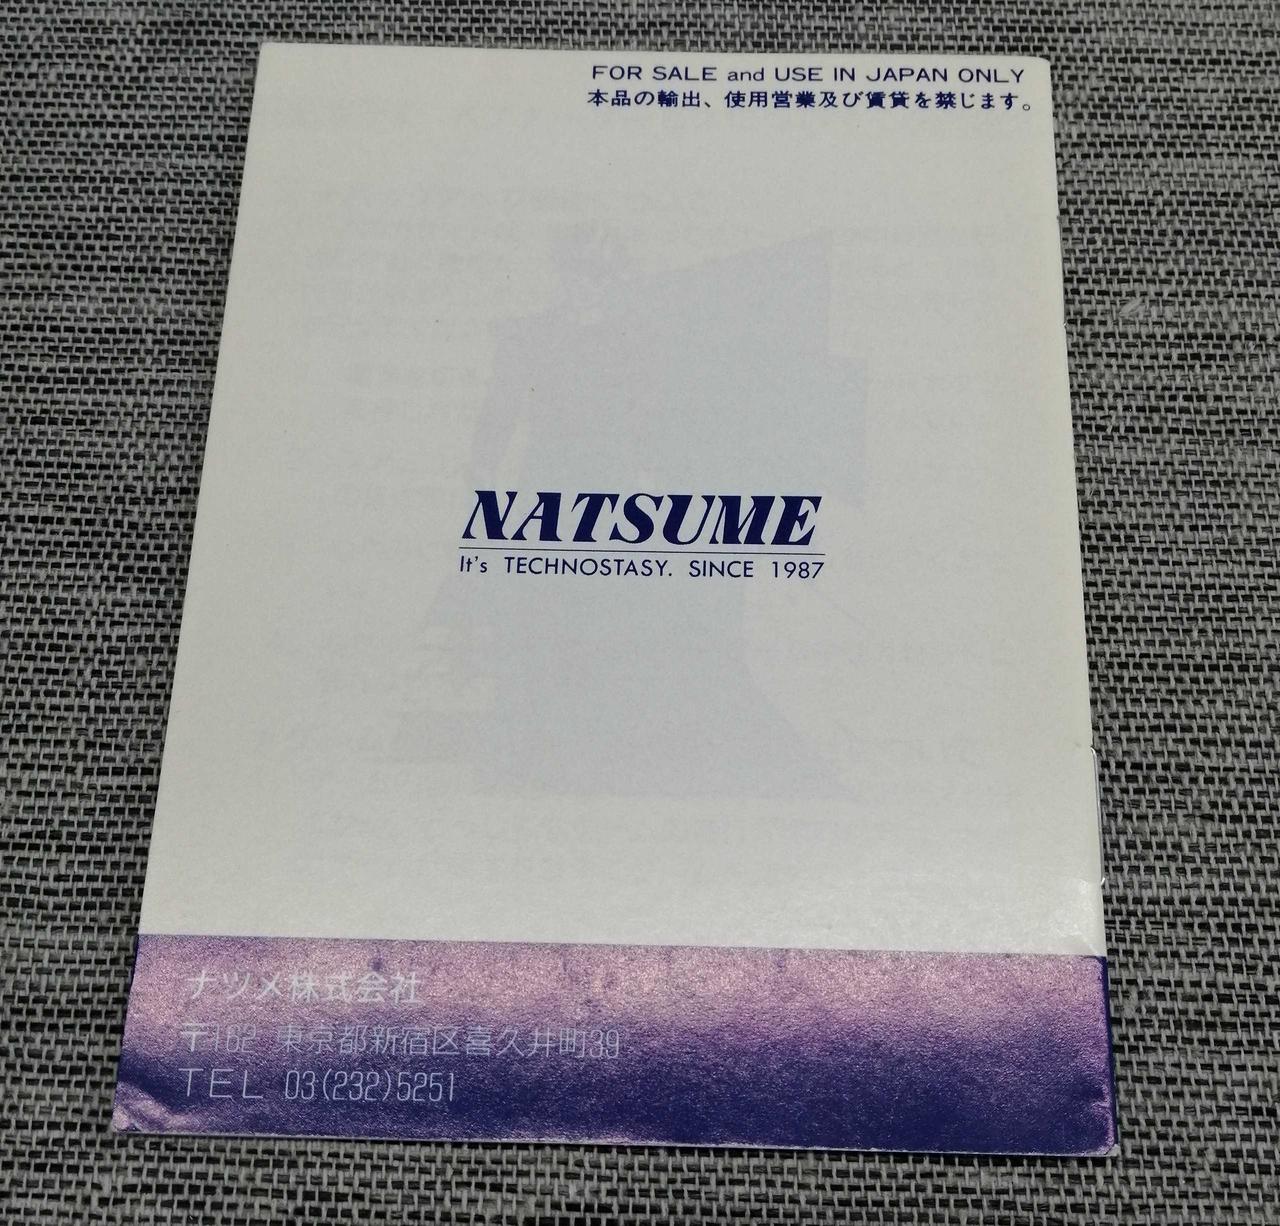 FOR SALE and USE IN JAPAN ONLY
本品の輸出、使用営業及び賃貸を禁じます。
NATSUME
It's TECHNOSTASY. SINCE 1987
ナツメ株式会社
〒162 東京都新宿区喜久井町39
TEL 03(232)5251